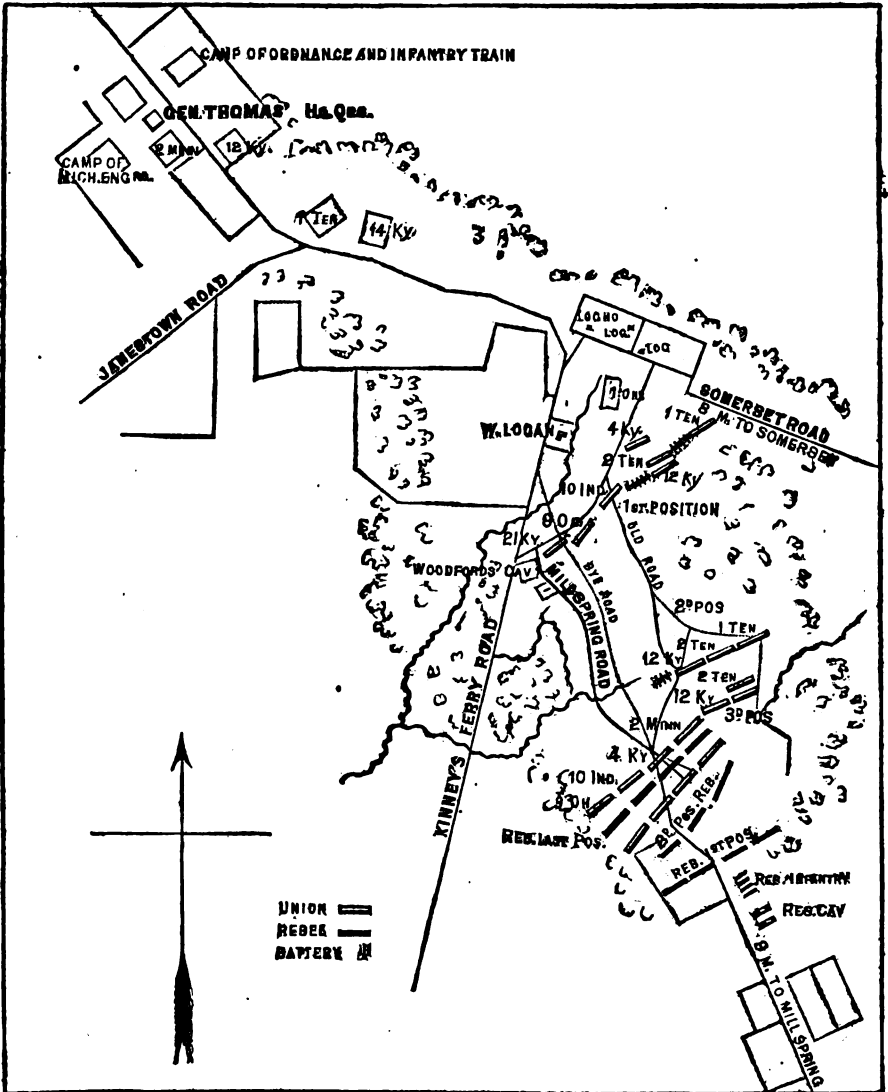 CAMP OF ORDNANCE AND INFANTRY TRAIN
GEN. THOMAS' Hd. Qrs.
2 MINN
12 Ky.
CAMP OF
MICH. ENG RS.
1 TEN
14 Ky
JAMESTOWN ROAD
LOG HO
" LOG "
"LOG
SOMERSET ROAD
8 M. TO SOMERSET
W. LOGAN
4 Ky.
1 TEN
2 TEN
12 Ky
10 IND.
1ST. POSITION
21 KY.
WOODFORDS CAV
MILL SPRING ROAD
BYE ROAD
OLD ROAD
2D POS
1 TEN
2 TEN
12 Ky
2 TEN
12 Ky
3D POS
2 MINN
4 KY
10 IND.
9 OH
KINNEY'S FERRY ROAD
REB. LAST POS.
2D POS. REB.
REB. 1ST POS.
REB. INFENTRY
REB. CAV
UNION
REBEL
BATTERY
9 M. TO MILL SPRING